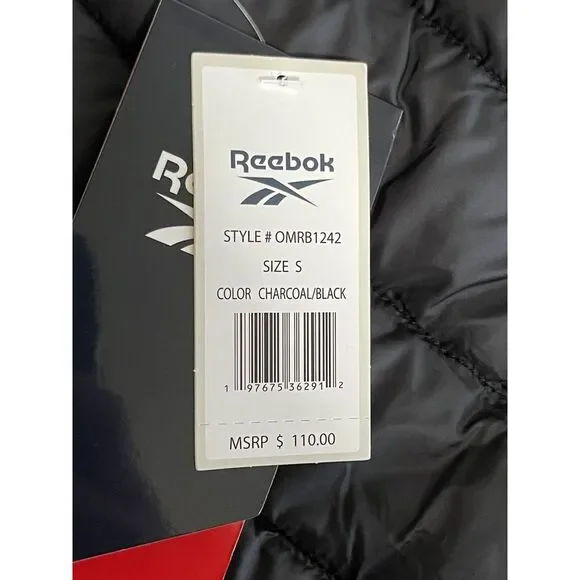 Reebok
STYLE # OMRB1242
SIZE S
COLOR CHARCOAL/BLACK
1 97675 36291 2
MSRP $ 110.00